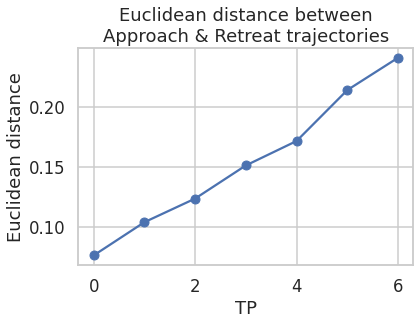 Euclidean distance between
Approach & Retreat trajectories
Euclidean distance
0.20
0.15
0.10
0 2 4 6
TP